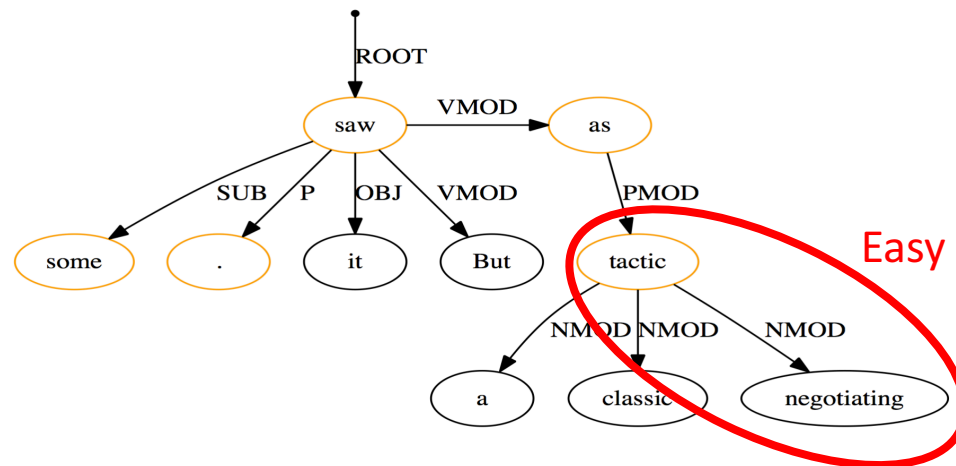 ROOT
saw VMOD as
SUB P OBJ VMOD PMOD
Easy
some . it But tactic
NMOD NMOD NMOD
a classic negotiating